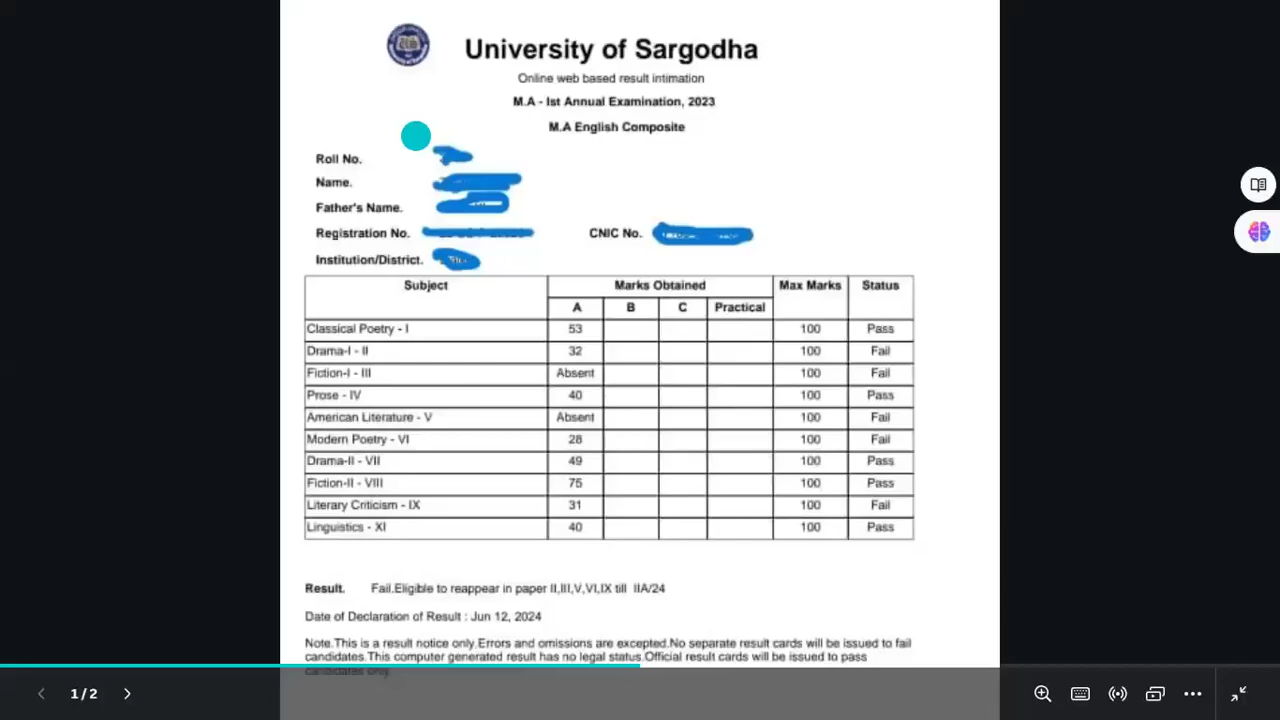 University of Sargodha
Online web based result intimation
M.A - Ist Annual Examination, 2023
M.A English Composite
Roll No.
Name.
Father's Name.
Registration No. CNIC No.
Institution/District.
Subject Marks Obtained Max Marks Status
A B C Practical
Classical Poetry - I 53 100 Pass
Drama-I - II 32 100 Fail
Fiction-I - III Absent 100 Fail
Prose - IV 40 100 Pass
American Literature - V Absent 100 Fail
Modern Poetry - VI 28 100 Fail
Drama-II - VII 49 100 Pass
Fiction-II - VIII 75 100 Pass
Literary Criticism - IX 31 100 Fail
Linguistics - XI 40 100 Pass
Result. Fail.Eligible to reappear in paper II,III,V,VI,IX till IIA/24
Date of Declaration of Result : Jun 12, 2024
Note.This is a result notice only.Errors and omissions are excepted.No separate result cards will be issued to fail
candidates.This computer generated result has no legal status.Official result cards will be issued to pass
candidates only.
1/2